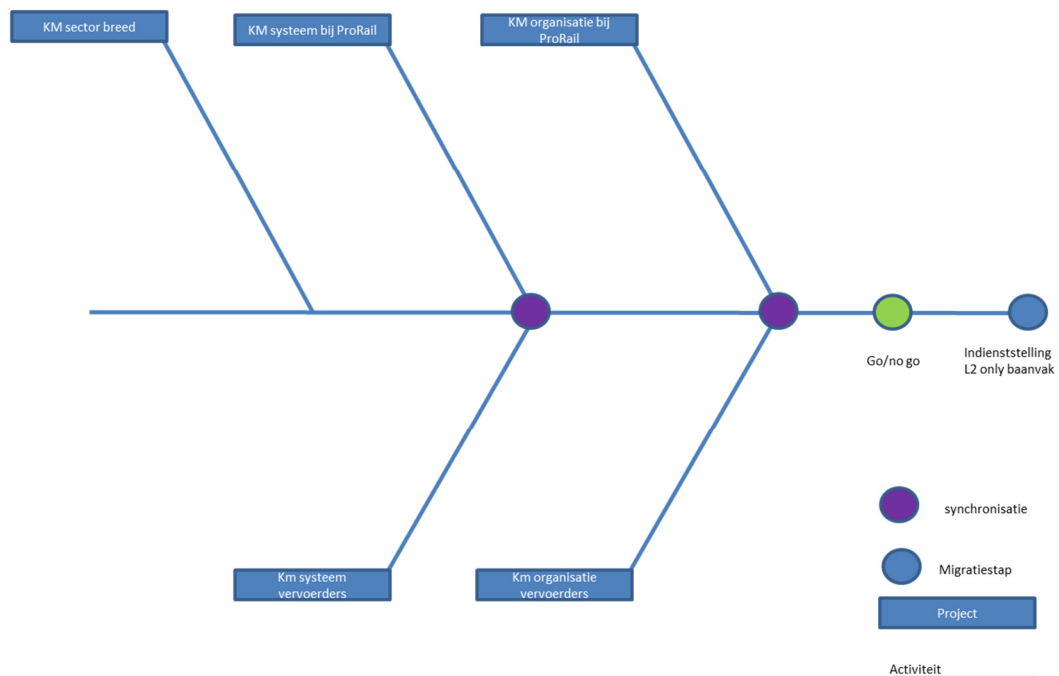 KM sector breed
KM systeem bij ProRail
KM organisatie bij
ProRail
Go/no go
Indienststelling
L2 only baanvak
synchronisatie
Km systeem
vervoerders
Km organisatie
vervoerders
Migratiestap
Project
Activiteit